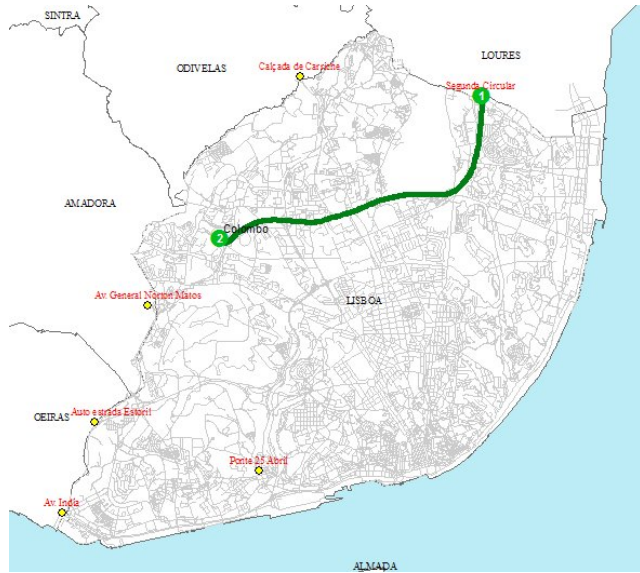 SINTRA
LOURES
ODIVELAS
Calçada de Carriche
Segunda Circular
1
AMADORA
2
Colombo
Av. General Norton Matos
LISBOA
OEIRAS
Auto estrada Estoril
Ponte 25 Abril
Av. India
ALMADA